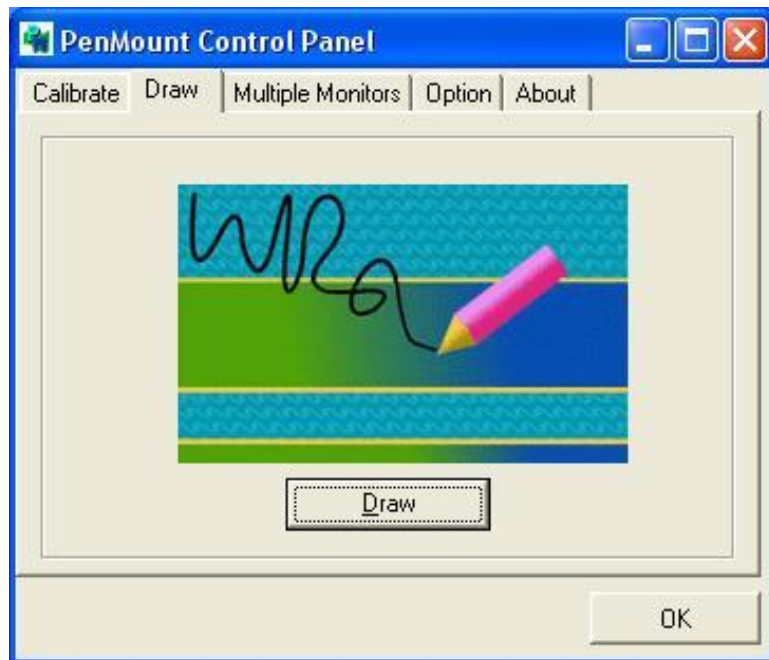 PenMount Control Panel
Calibrate Draw Multiple Monitors Option About
Draw
OK